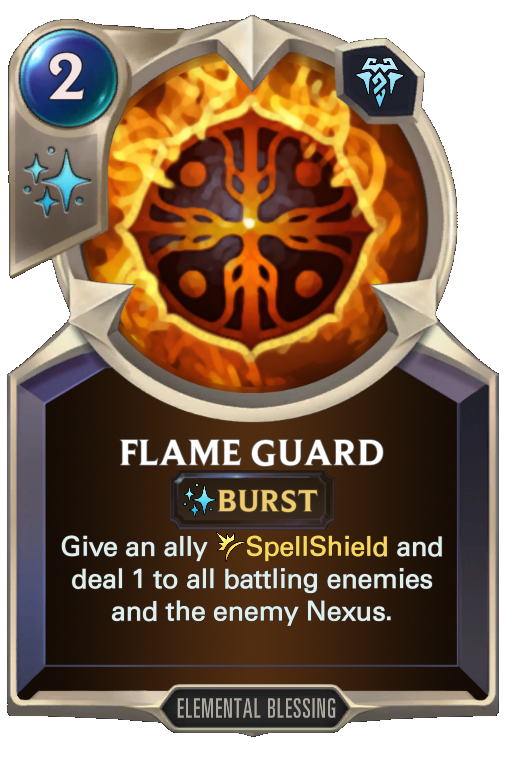 2
FLAME GUARD
BURST
Give an ally SpellShield and
deal 1 to all battling enemies
and the enemy Nexus.
ELEMENTAL BLESSING